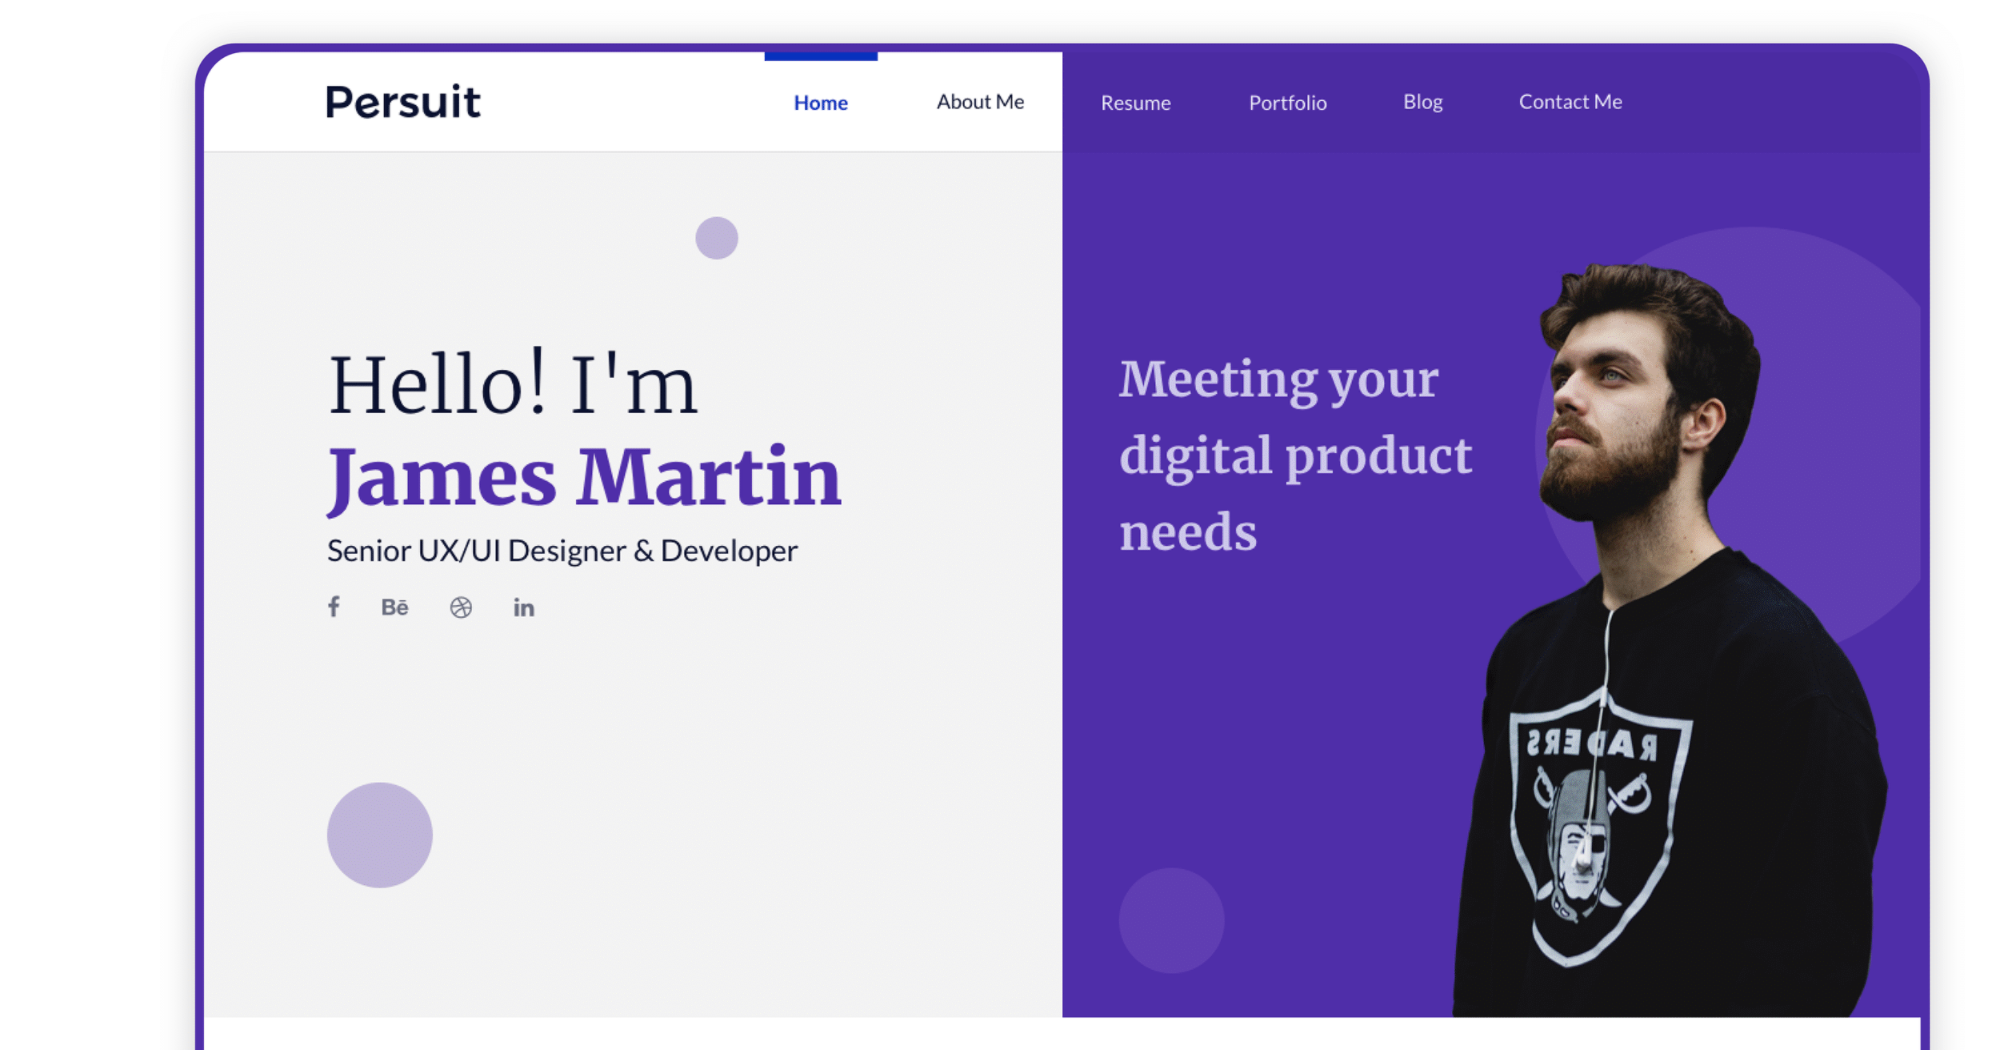 Persuit
Home About Me Resume Portfolio Blog Contact Me
Hello! I'm
James Martin
Senior UX/UI Designer & Developer
f Bē in
Meeting your
digital product
needs
RAIDERS